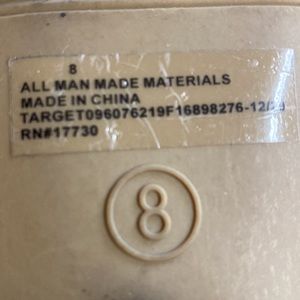 8
ALL MAN MADE MATERIALS
MADE IN CHINA
TARGET096076219F16898276-12/
RN#17730
8